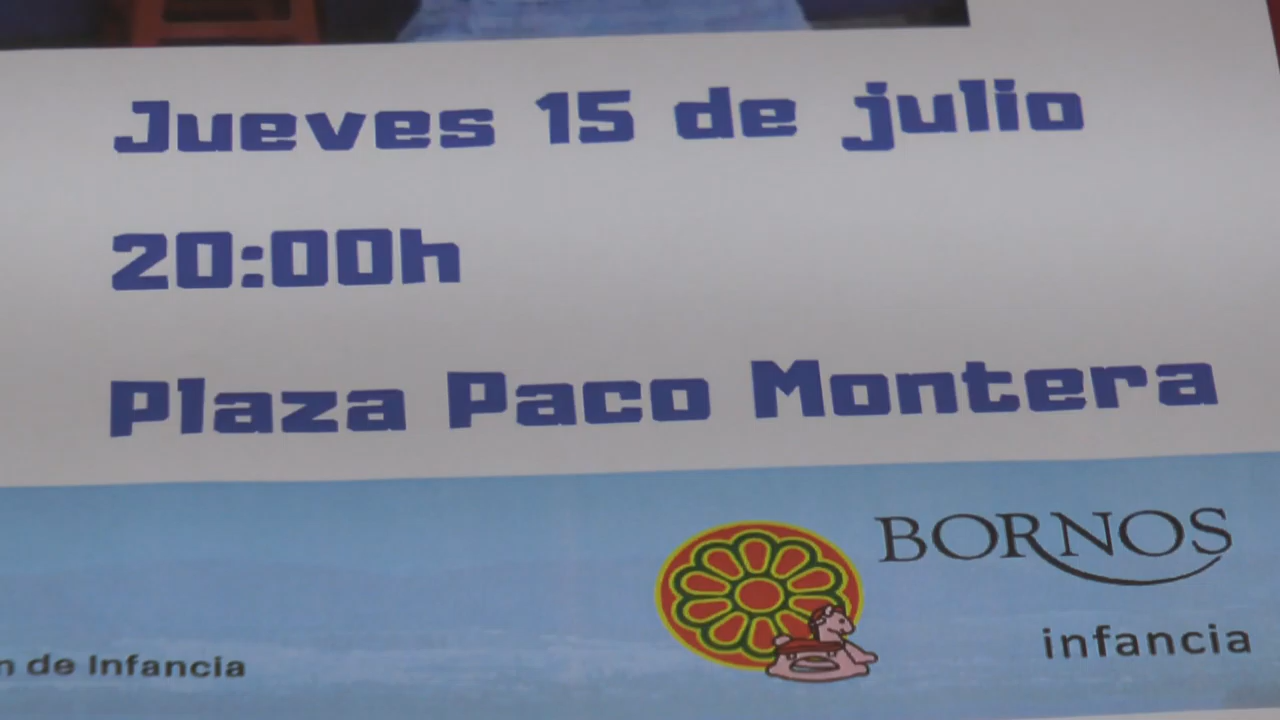 Jueves 15 de julio
20:00h
Plaza Paco Montera
BORNOS
infancia
de Infancia